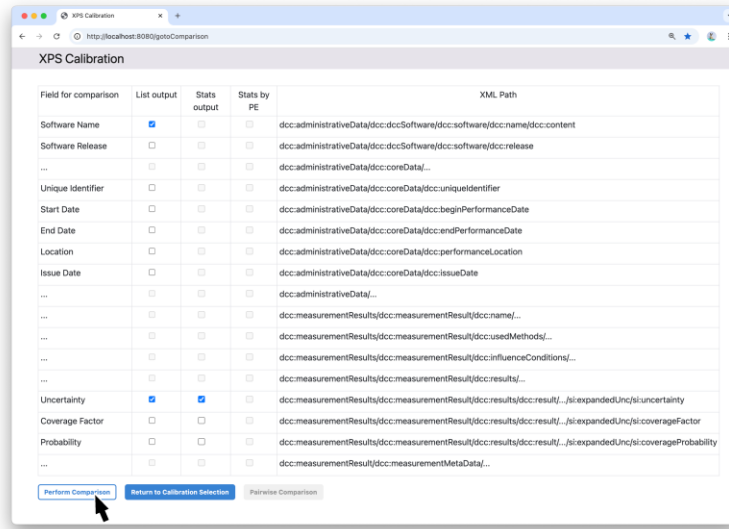 XPS Calibration
http://localhost:8080/gotoComparison
XPS Calibration
Field for comparison List output Stats output Stats by PE XML Path
Software Name dcc:administrativeData/dcc:dccSoftware/dcc:software/dcc:name/dcc:content
Software Release dcc:administrativeData/dcc:dccSoftware/dcc:software/dcc:release
... dcc:administrativeData/dcc:coreData/...
Unique Identifier dcc:administrativeData/dcc:coreData/dcc:uniqueIdentifier
Start Date dcc:administrativeData/dcc:coreData/dcc:beginPerformanceDate
End Date dcc:administrativeData/dcc:coreData/dcc:endPerformanceDate
Location dcc:administrativeData/dcc:coreData/dcc:performanceLocation
Issue Date dcc:administrativeData/dcc:coreData/dcc:issueDate
... dcc:administrativeData/...
... dcc:measurementResults/dcc:measurementResult/dcc:name/...
... dcc:measurementResults/dcc:measurementResult/dcc:usedMethods/...
... dcc:measurementResults/dcc:measurementResult/dcc:influenceConditions/...
... dcc:measurementResults/dcc:measurementResult/dcc:results/...
Uncertainty dcc:measurementResults/dcc:measurementResult/dcc:results/dcc:result/.../si:expandedUnc/si:uncertainty
Coverage Factor dcc:measurementResults/dcc:measurementResult/dcc:results/dcc:result/.../si:expandedUnc/si:coverageFactor
Probability dcc:measurementResults/dcc:measurementResult/dcc:results/dcc:result/.../si:expandedUnc/si:coverageProbability
... dcc:measurementResult/dcc:measurementMetaData/...
Perform Comparison Return to Calibration Selection Pairwise Comparison